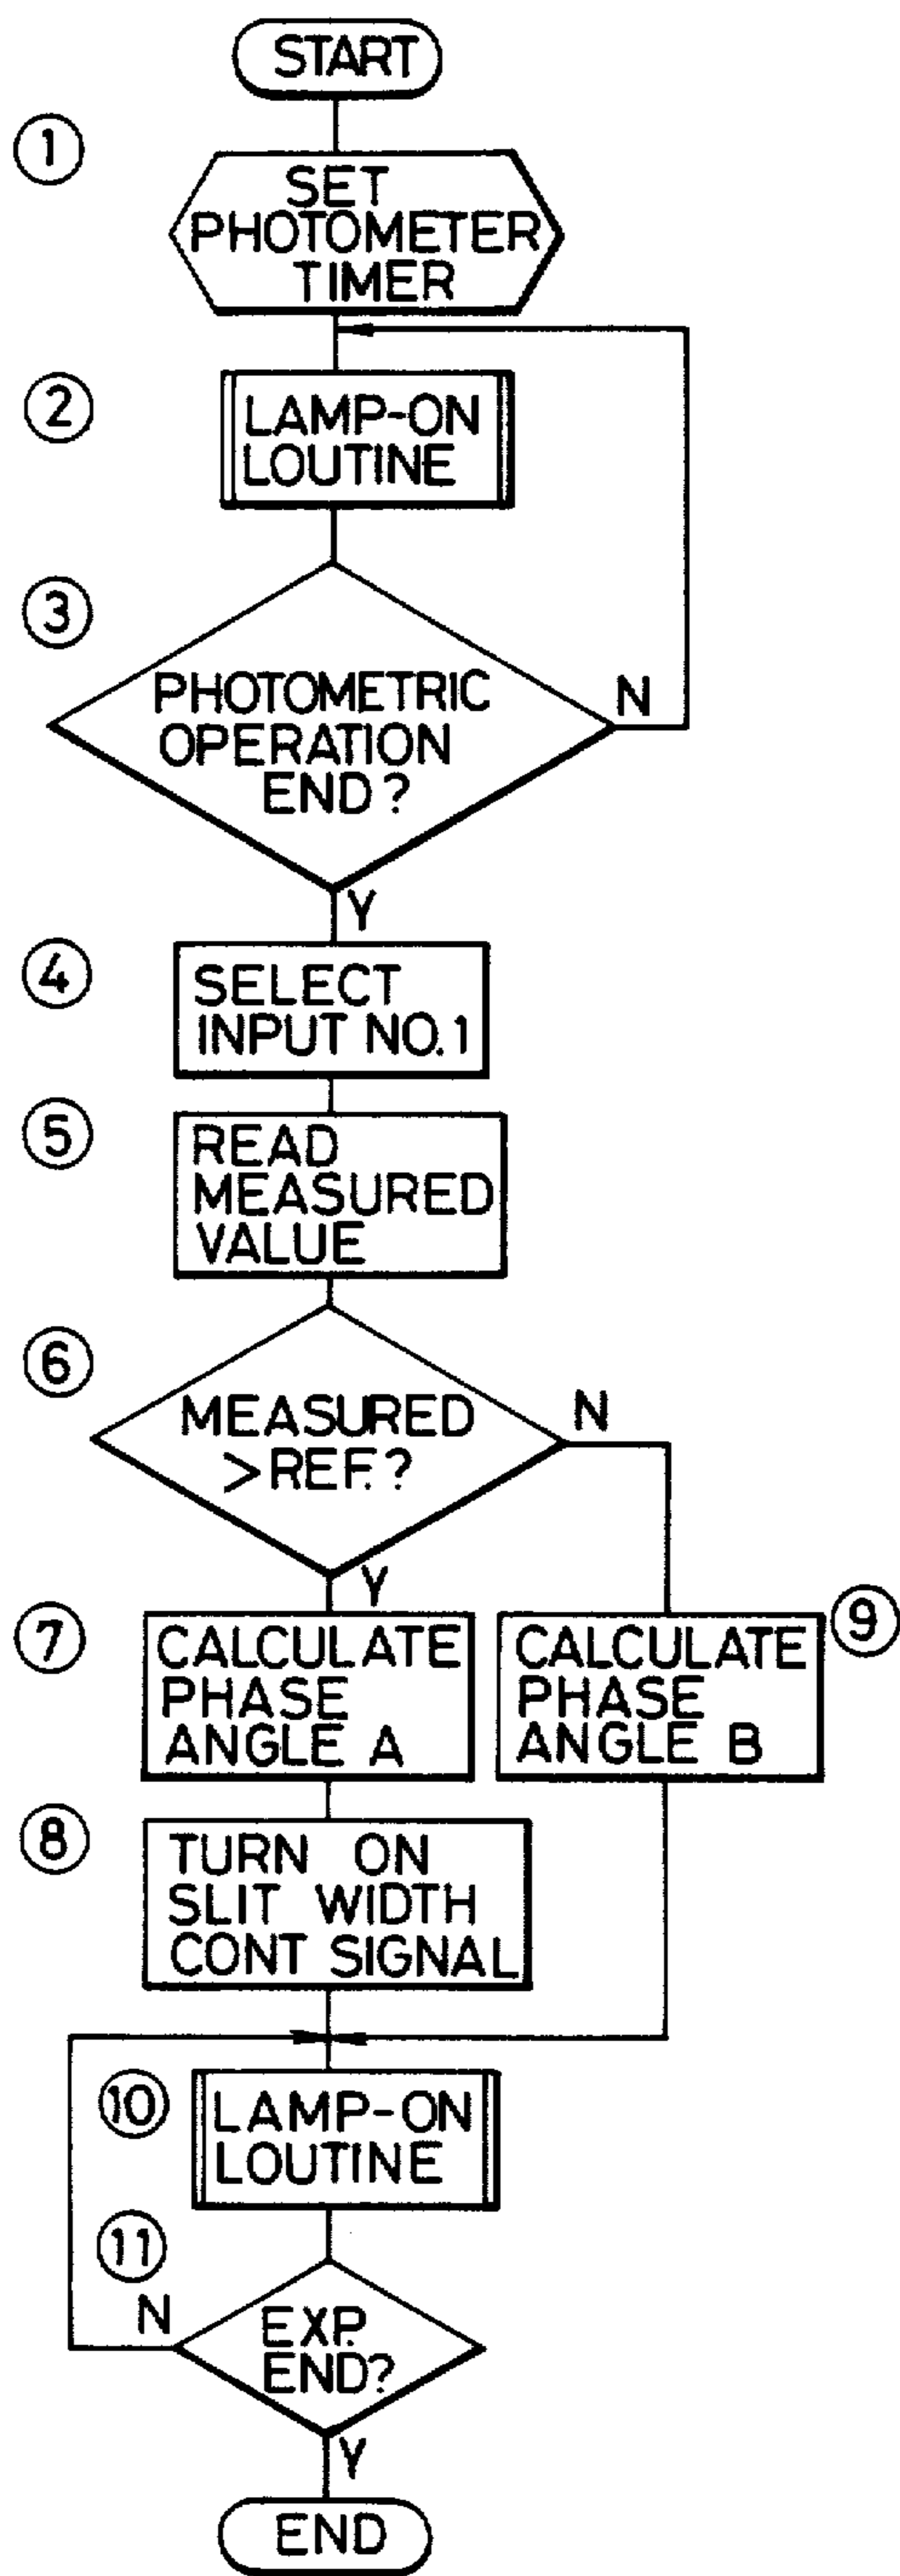 START
1
SET
PHOTOMETER
TIMER
2
LAMP-ON
LOUTINE
3
PHOTOMETRIC
OPERATION
END?
N
Y
4
SELECT
INPUT NO.1
5
READ
MEASURED
VALUE
6
MEASURED
>REF.?
N
Y
7
CALCULATE
PHASE
ANGLE A
9
CALCULATE
PHASE
ANGLE B
8
TURN ON
SLIT WIDTH
CONT SIGNAL
10
LAMP-ON
LOUTINE
11
N
EXP.
END?
Y
END